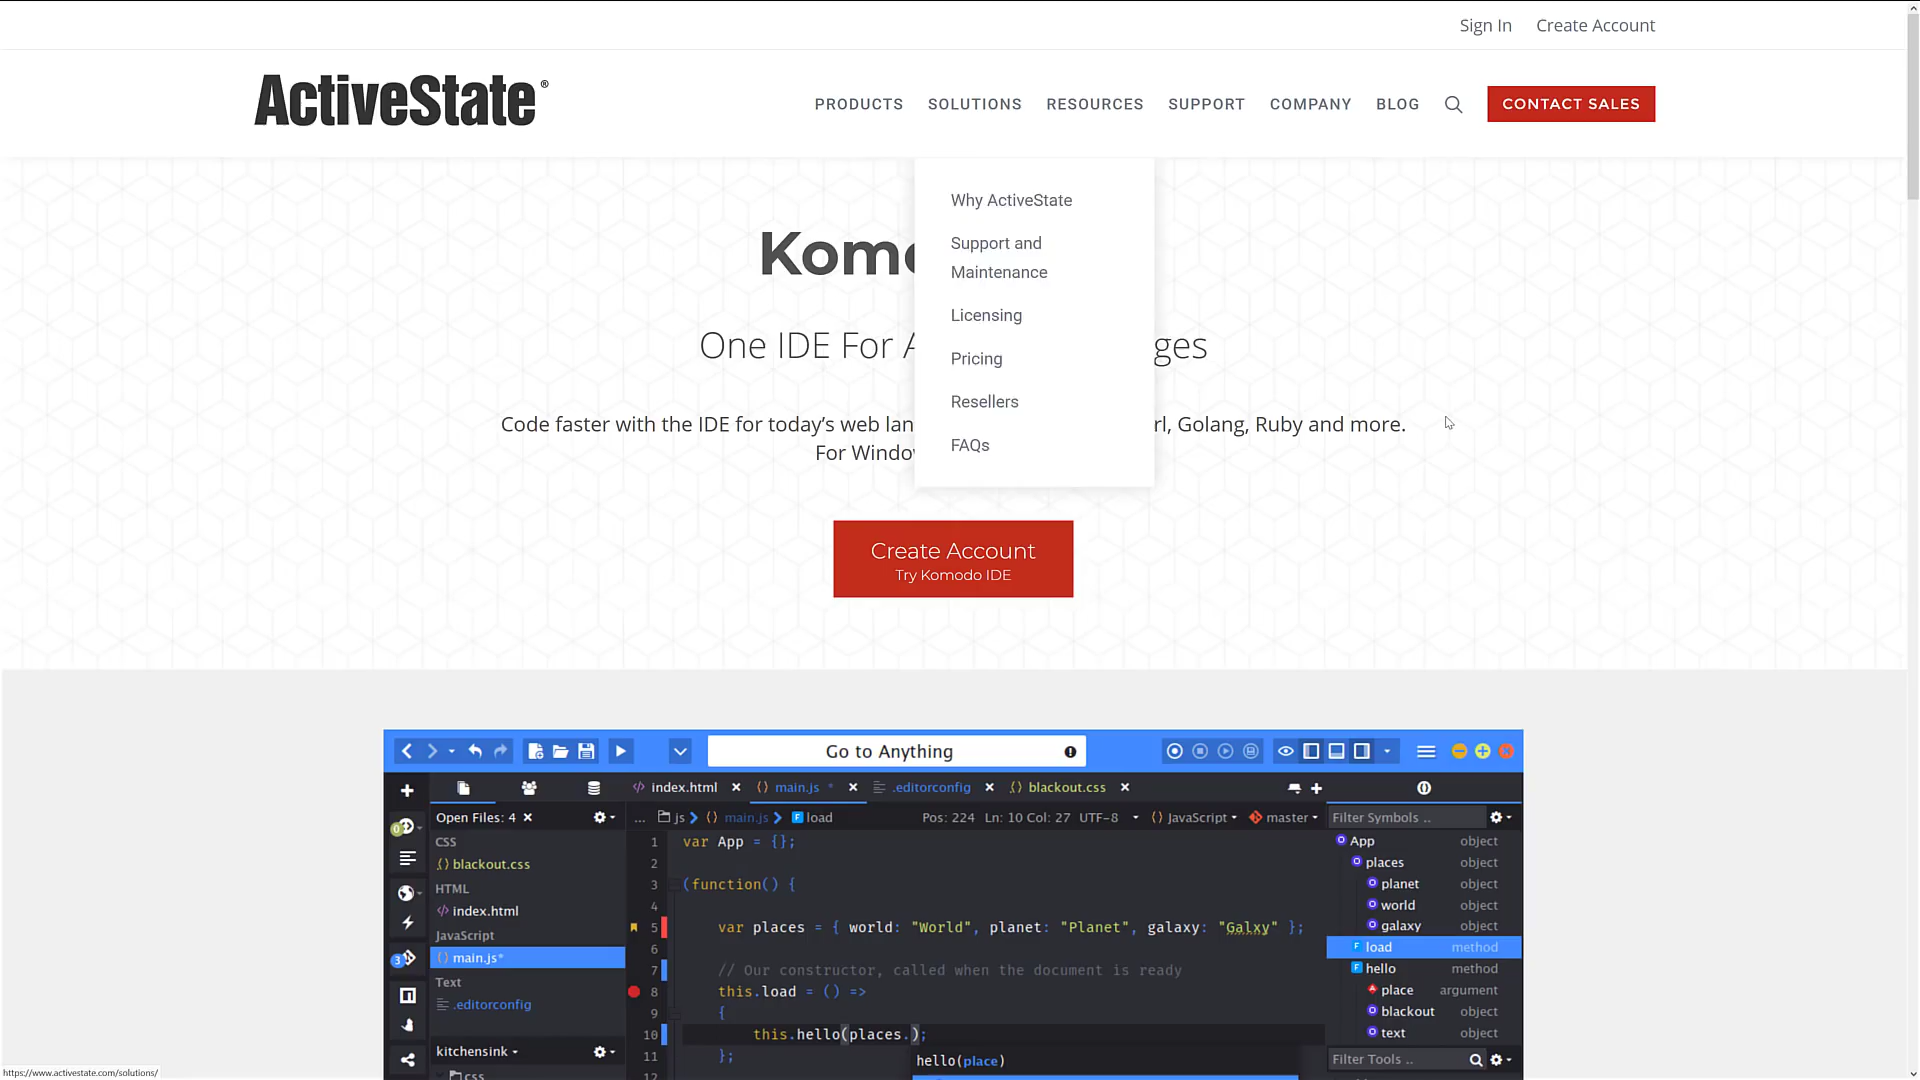 Sign In Create Account
ActiveState®
PRODUCTS SOLUTIONS RESOURCES SUPPORT COMPANY BLOG CONTACT SALES
Why ActiveState
Support and
Maintenance
Licensing
Pricing
Resellers
FAQs
Kom
One IDE For A ges
Code faster with the IDE for today's web lan rl, Golang, Ruby and more.
For Windo
Create Account
Try Komodo IDE
Go to Anything
index.html main.js * .editorconfig blackout.css
Open Files: 4
... js main.js load Pos: 224 Ln: 10 Col: 27 UTF-8 JavaScript master
CSS
blackout.css
HTML
index.html
JavaScript
main.js*
Text
.editorconfig
kitchensink
css
0
3
1 var App = {};
2
3 (function() {
4
5 var places = { world: "World", planet: "Planet", galaxy: "Galxy" };
6
7 // Our constructor, called when the document is ready
8 this.load = () =>
9 {
10 this.hello(places.);
11 };
12
hello(place)
Filter Symbols ..
App object
places object
planet object
world object
galaxy object
load method
hello method
place argument
blackout object
text object
Filter Tools ..
https://www.activestate.com/solutions/